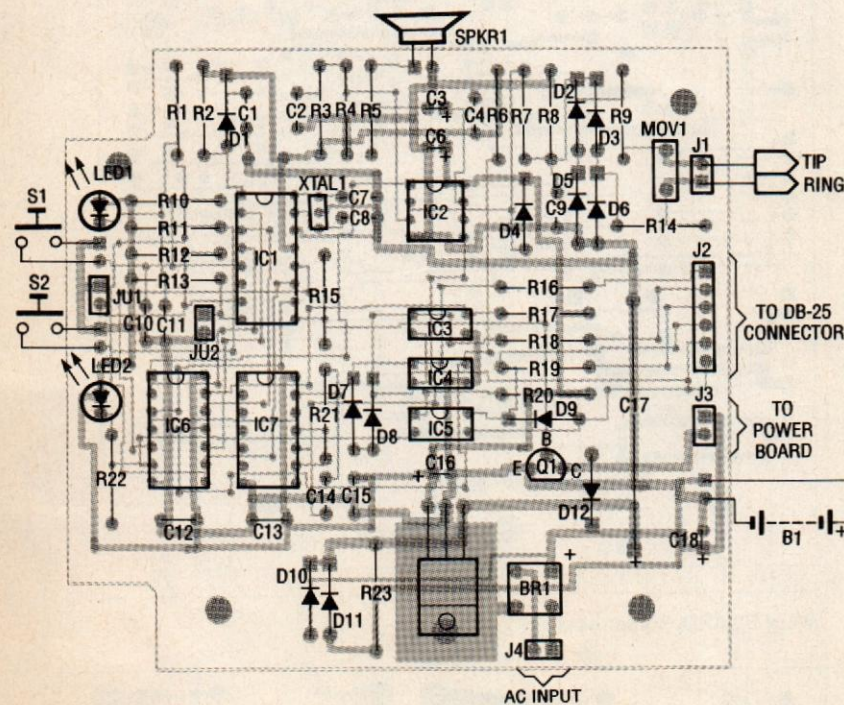 SPKR1
R1 R2 C1 D1 C2 R3 R4 R5 C3 C6 C4 R6 R7 R8 D2 D3 R9
MOV1 J1
TIP
RING
S1 LED1 R10 XTAL1 C7 C8 IC2 D4 D5 C9 D6 R14
R11
R12 IC1
R13
J2
S2 JU1 C10 C11 JU2 R15 R16
R17
IC3
R18
TO DB-25
CONNECTOR
LED2 IC4 R19
R20 C17 J3
IC6 IC7 R21 D7 D8 IC5 D9
TO
POWER
BOARD
B
R22 C16 E Q1 C
+
C14 C15 D12
C12 C13 C18 B1 +
+ +
D10 D11 R23 BR1
J4
AC INPUT